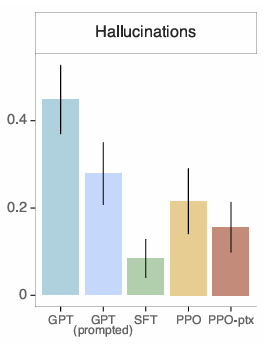 Hallucinations
0.4
0.2
0
GPT
GPT
(prompted)
SFT
PPO
PPO-ptx